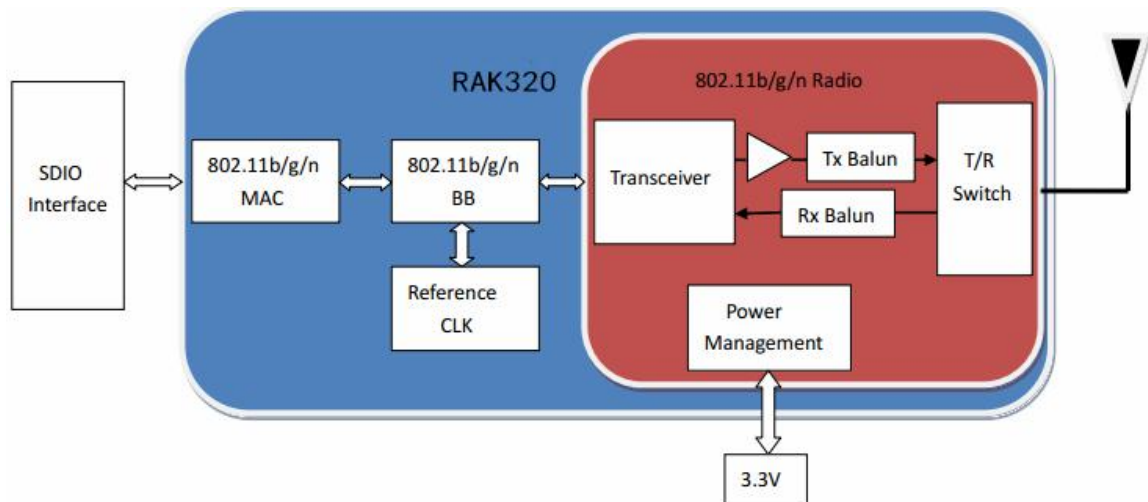 RAK320
802.11b/g/n Radio
SDIO
Interface
802.11b/g/n
MAC
802.11b/g/n
BB
Reference
CLK
Transceiver
Tx Balun
Rx Balun
T/R
Switch
Power
Management
3.3V